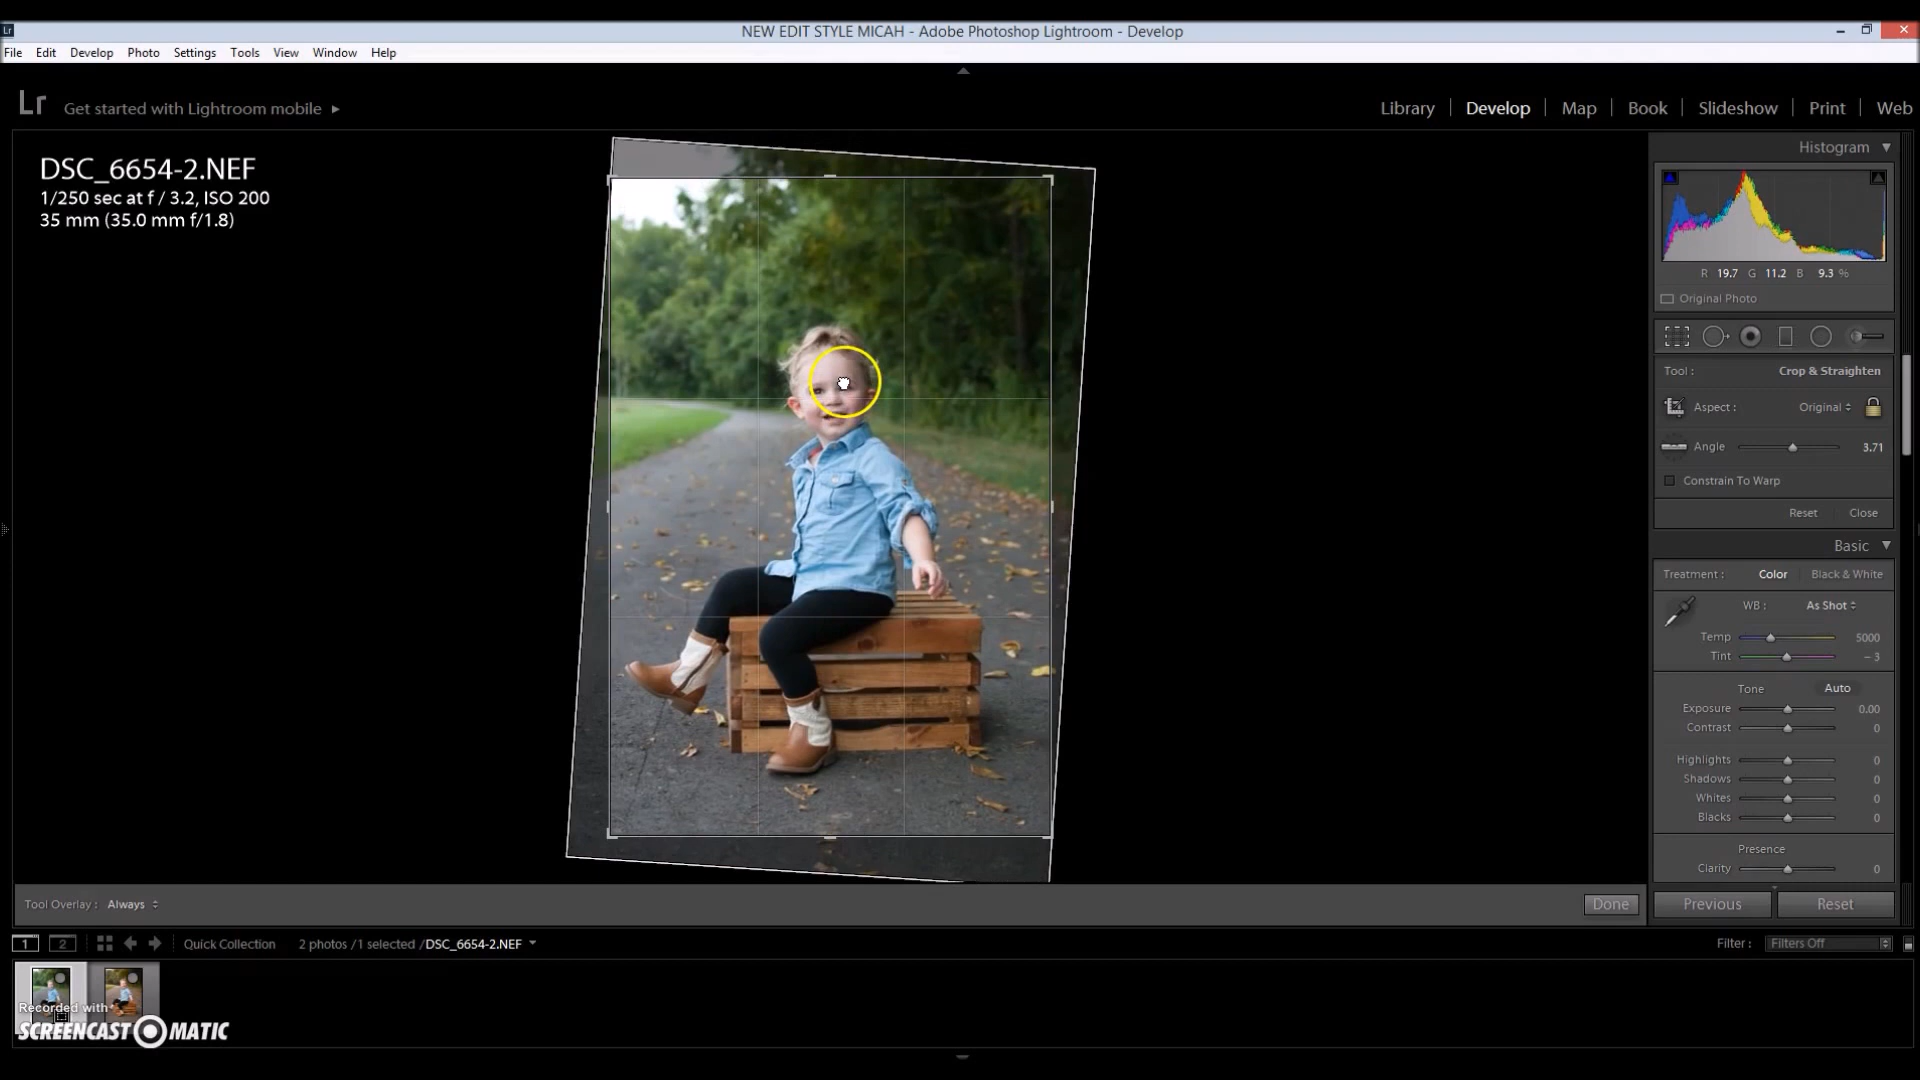 Lr
NEW EDIT STYLE MICAH - Adobe Photoshop Lightroom - Develop
File Edit Develop Photo Settings Tools View Window Help
Lr Get started with Lightroom mobile
Library Develop Map Book Slideshow Print Web
DSC_6654-2.NEF
1/250 sec at f / 3.2, ISO 200
35 mm (35.0 mm f/1.8)
Histogram
R 19.7 G 11.2 B 9.3 %
Original Photo
Tool : Crop & Straighten
Aspect : Original
Angle 3.71
Constrain To Warp
Reset Close
Basic
Treatment : Color Black & White
WB : As Shot
Temp 5000
Tint – 3
Tone Auto
Exposure 0.00
Contrast 0
Highlights 0
Shadows 0
Whites 0
Blacks 0
Presence
Clarity 0
Tool Overlay : Always Done Previous Reset
1 2 Quick Collection 2 photos /1 selected /DSC_6654-2.NEF Filter : Filters Off
Recorded with
SCREENCAST MATIC